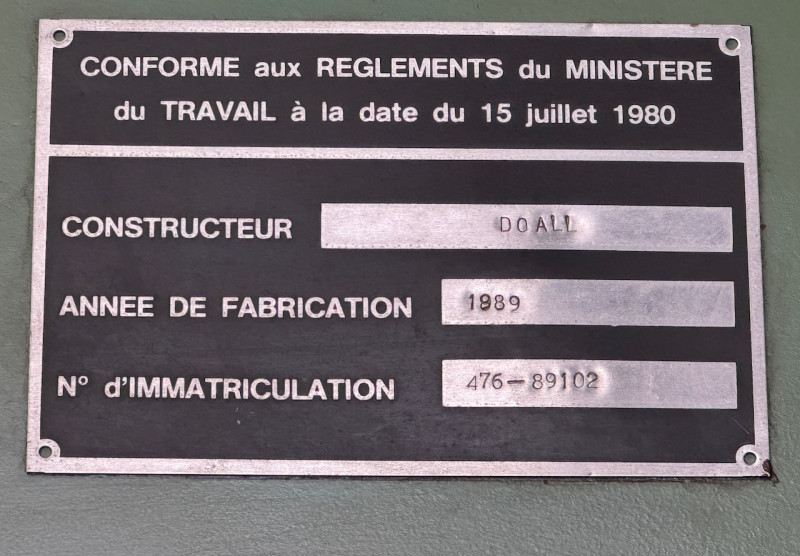 CONFORME aux REGLEMENTS du MINISTERE
du TRAVAIL à la date du 15 juillet 1980
CONSTRUCTEUR DOALL
ANNEE DE FABRICATION 1989
N° d'IMMATRICULATION 476-89102